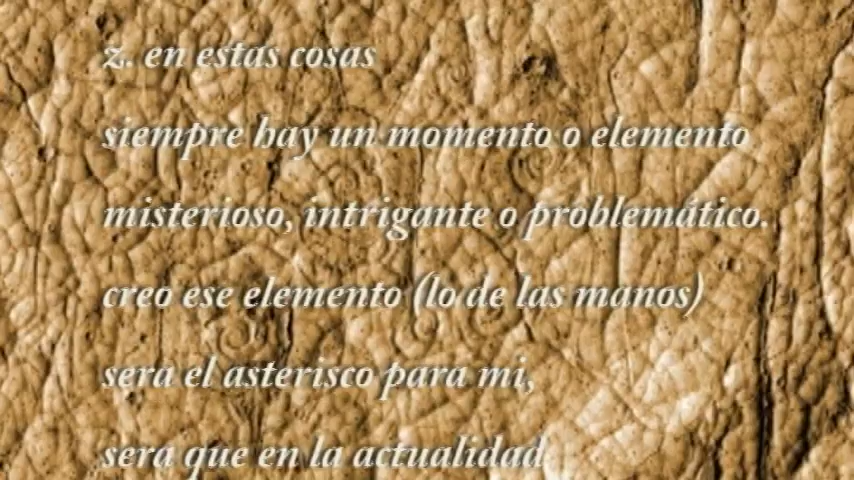 z. en estas cosas
siempre hay un momento o elemento
misterioso, intrigante o problemático.
creo ese elemento (lo de las manos)
sera el asterisco para mi,
sera que en la actualidad